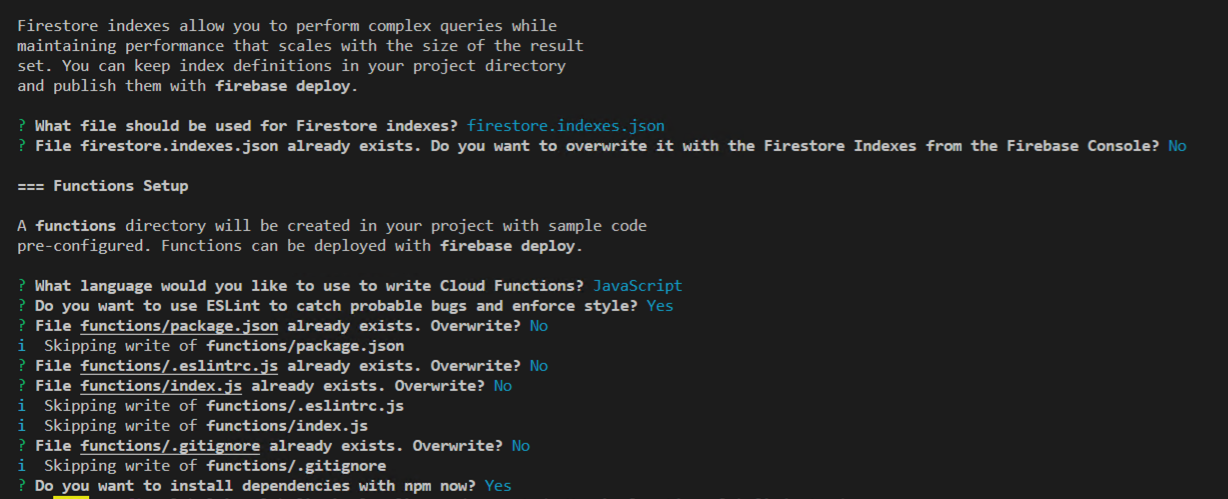 Firestore indexes allow you to perform complex queries while
maintaining performance that scales with the size of the result
set. You can keep index definitions in your project directory
and publish them with firebase deploy.
? What file should be used for Firestore indexes? firestore.indexes.json
? File firestore.indexes.json already exists. Do you want to overwrite it with the Firestore Indexes from the Firebase Console? No
=== Functions Setup
A functions directory will be created in your project with sample code
pre-configured. Functions can be deployed with firebase deploy.
? What language would you like to use to write Cloud Functions? JavaScript
? Do you want to use ESLint to catch probable bugs and enforce style? Yes
? File functions/package.json already exists. Overwrite? No
i  Skipping write of functions/package.json
? File functions/.eslintrc.js already exists. Overwrite? No
? File functions/index.js already exists. Overwrite? No
i  Skipping write of functions/.eslintrc.js
i  Skipping write of functions/index.js
? File functions/.gitignore already exists. Overwrite? No
i  Skipping write of functions/.gitignore
? Do you want to install dependencies with npm now? Yes